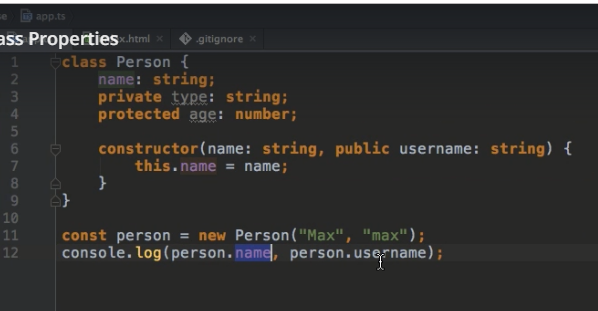 se app.ts
ass Properties
x.html × .gitignore ×
1 class Person {
2 name: string;
3 private type: string;
4 protected age: number;
5
6 constructor(name: string, public username: string) {
7 this.name = name;
8 }
9 }
10
11 const person = new Person("Max", "max");
12 console.log(person.name, person.username);